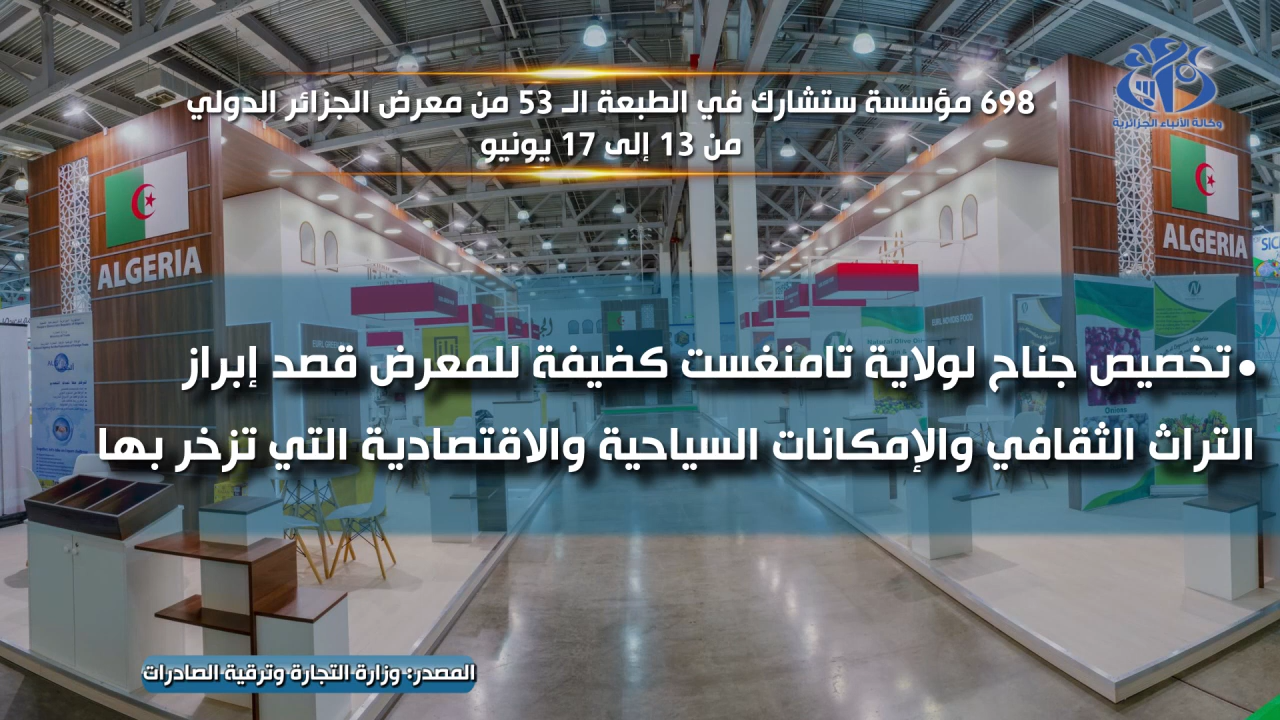 وكالة الأنباء الجزائرية
698 مؤسسة ستشارك في الطبعة الـ 53 من معرض الجزائر الدولي
من 13 إلى 17 يونيو
ALGERIA
ALGERIA
• تخصيص جناح لولاية تامنغست كضيفة للمعرض قصد إبراز
التراث الثقافي والإمكانات السياحية والاقتصادية التي تزخر بها
المصدر: وزارة التجارة وترقية الصادرات